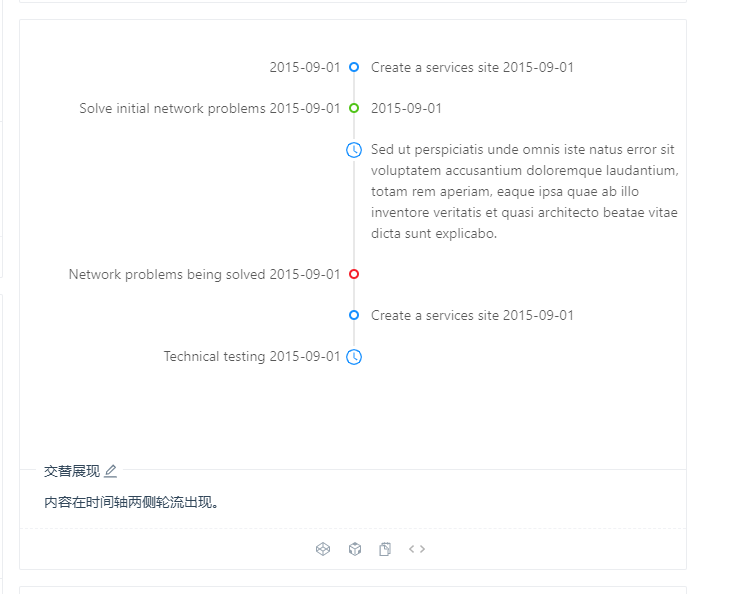 2015-09-01 Create a services site 2015-09-01
Solve initial network problems 2015-09-01 2015-09-01
Sed ut perspiciatis unde omnis iste natus error sit
voluptatem accusantium doloremque laudantium,
totam rem aperiam, eaque ipsa quae ab illo
inventore veritatis et quasi architecto beatae vitae
dicta sunt explicabo.
Network problems being solved 2015-09-01
Create a services site 2015-09-01
Technical testing 2015-09-01
交替展现
内容在时间轴两侧轮流出现。